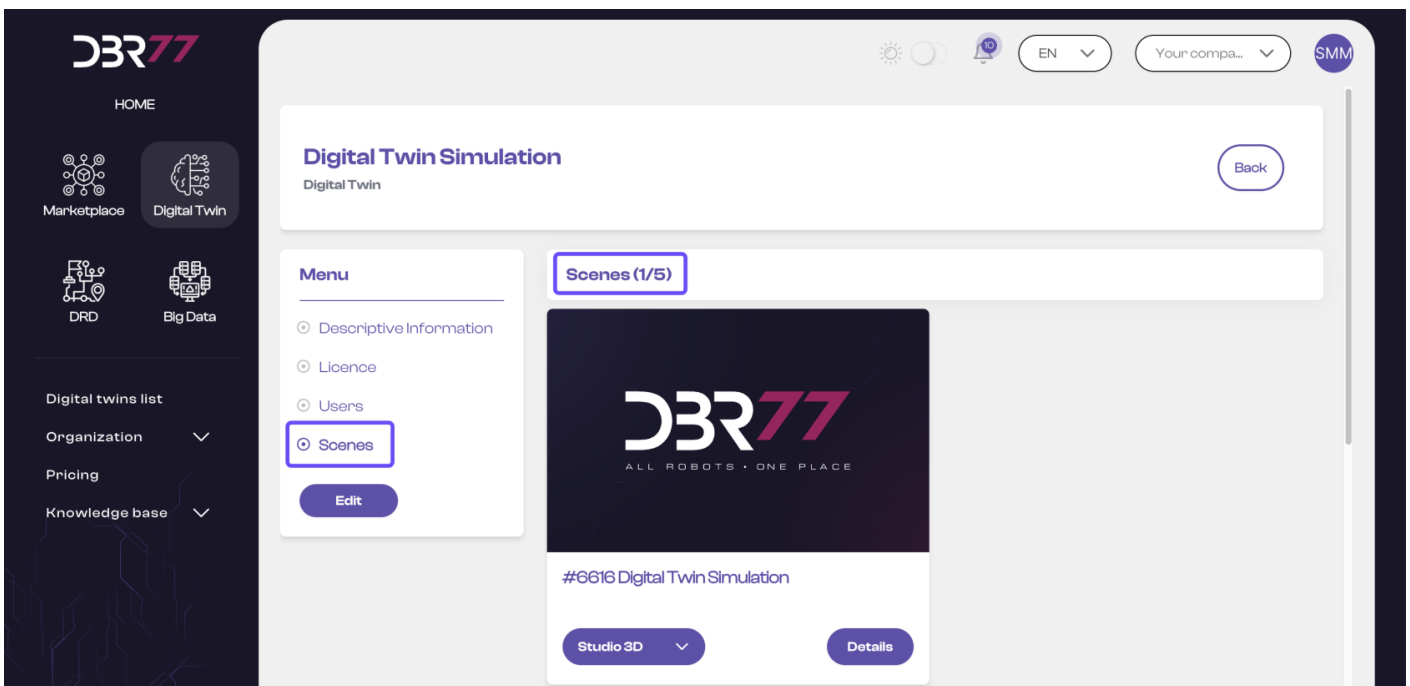 DBR77
10
EN
Your compa...
SMM
HOME
Marketplace
Digital Twin
DRD
Big Data
Digital twins list
Organization
Pricing
Knowledge base
Digital Twin Simulation
Digital Twin
Back
Menu
Descriptive Information
Licence
Users
Scenes
Edit
Scenes (1/5)
DBR77
ALL ROBOTS • ONE PLACE
#6616 Digital Twin Simulation
Studio 3D
Details